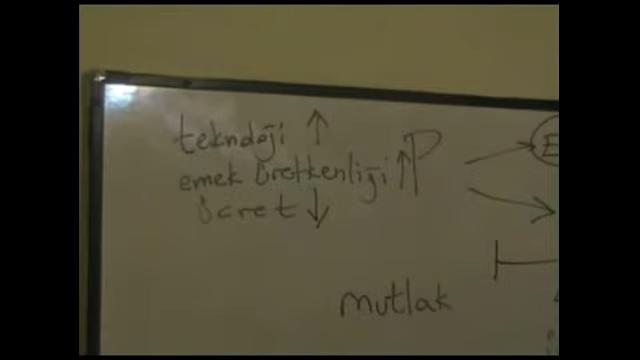 teknoloji ↑
emek üretkenliği ↑ P
ücret ↓
E
mutlak